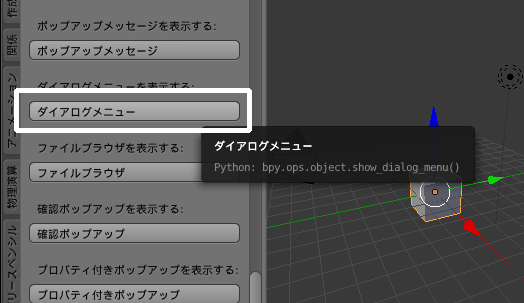 作成
関係
アニメーション
物理演算
リースペンシル
ポップアップメッセージを表示する:
ポップアップメッセージ
ダイアログメニューを表示する:
ダイアログメニュー
ファイルブラウザを表示する:
ファイルブラウザ
確認ポップアップを表示する:
確認ポップアップ
プロパティ付きポップアップを表示する:
プロパティ付きポップアップ
ダイアログメニュー
Python: bpy.ops.object.show_dialog_menu()